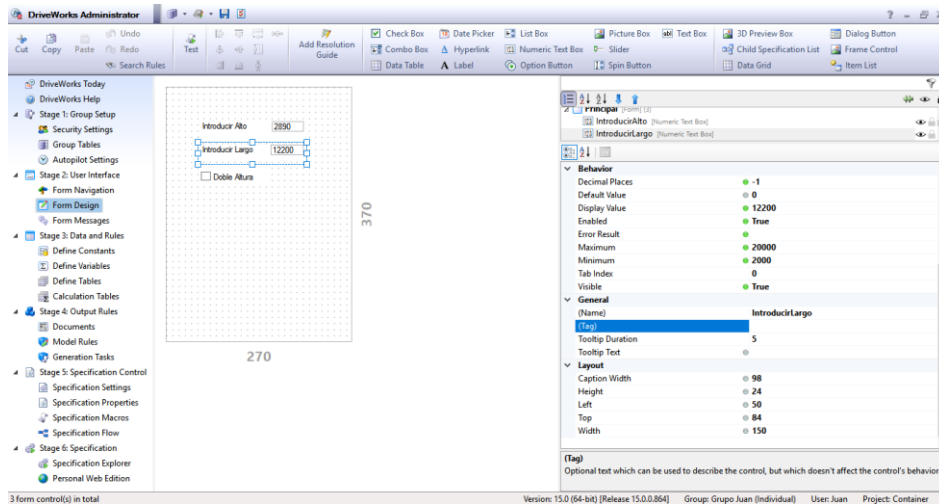 DriveWorks Administrator
Cut Copy Paste Undo Redo Search Rules Test Add Resolution Guide
Check Box Date Picker List Box Picture Box Text Box 3D Preview Box Dialog Button
Combo Box Hyperlink Numeric Text Box Slider Child Specification List Frame Control
Data Table Label Option Button Spin Button Data Grid Item List
DriveWorks Today
DriveWorks Help
Stage 1: Group Setup
Security Settings
Group Tables
Autopilot Settings
Stage 2: User Interface
Form Navigation
Form Design
Form Messages
Stage 3: Data and Rules
Define Constants
Define Variables
Define Tables
Calculation Tables
Stage 4: Output Rules
Documents
Model Rules
Generation Tasks
Stage 5: Specification Control
Specification Settings
Specification Properties
Specification Macros
Specification Flow
Stage 6: Specification
Specification Explorer
Personal Web Edition
Introducir Alto 2890
Introducir Largo 12200
Doble Altura
370
270
Principal [Form] (3)
IntroducirAlto [Numeric Text Box]
IntroducirLargo [Numeric Text Box]
Behavior
Decimal Places -1
Default Value 0
Display Value 12200
Enabled True
Error Result
Maximum 20000
Minimum 2000
Tab Index 0
Visible True
General
(Name) IntroducirLargo
(Tag)
Tooltip Duration 5
Tooltip Text
Layout
Caption Width 98
Height 24
Left 50
Top 84
Width 150
(Tag)
Optional text which can be used to describe the control, but which doesn't affect the control's behavior
3 form control(s) in total Version: 15.0 (64-bit) [Release 15.0.0.864] Group: Grupo Juan (Individual) User: Juan Project: Container